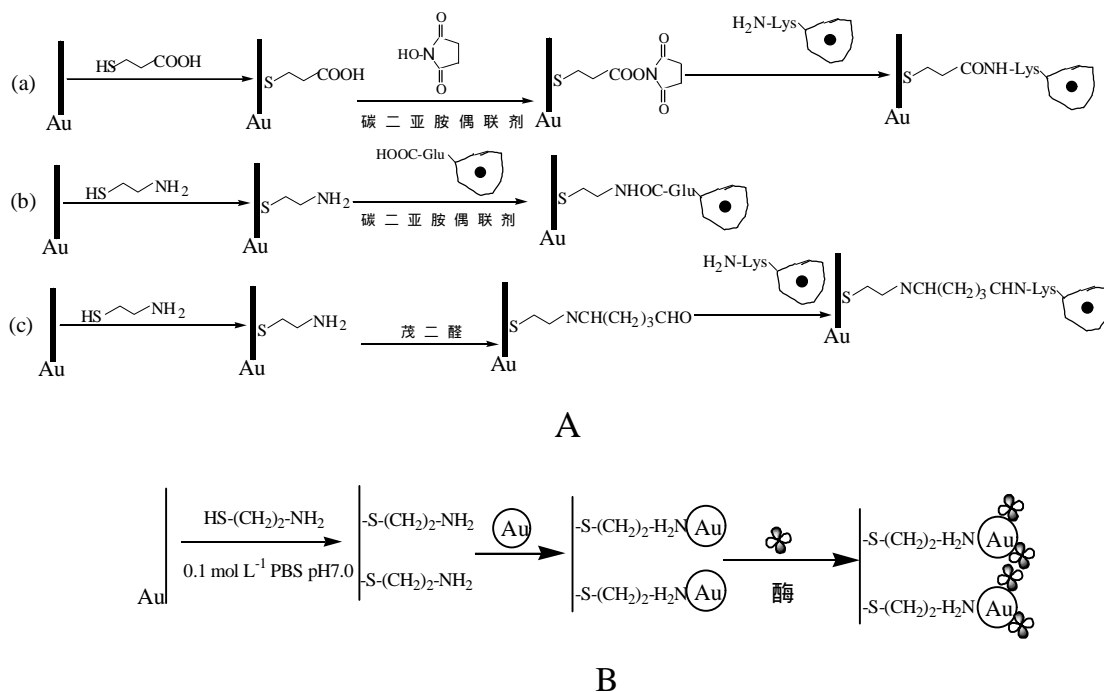 (a) Au HS COOH S COOH Au HO-N O O 碳二亚胺偶联剂 S COON O O Au H2N-Lys S CONH-Lys Au
(b) Au HS NH2 S NH2 Au HOOC-Glu 碳二亚胺偶联剂 S NHOC-Glu Au
(c) Au HS NH2 S NH2 Au 茂二醛 S NCH(CH2)3CHO Au H2N-Lys S NCH(CH2)3 CHN-Lys Au
A
Au HS-(CH2)2-NH2
0.1 mol L-1 PBS pH7.0
-S-(CH2)2-NH2
-S-(CH2)2-NH2
Au
-S-(CH2)2-H2N Au
-S-(CH2)2-H2N Au
酶
-S-(CH2)2-H2N Au
-S-(CH2)2-H2N Au
B